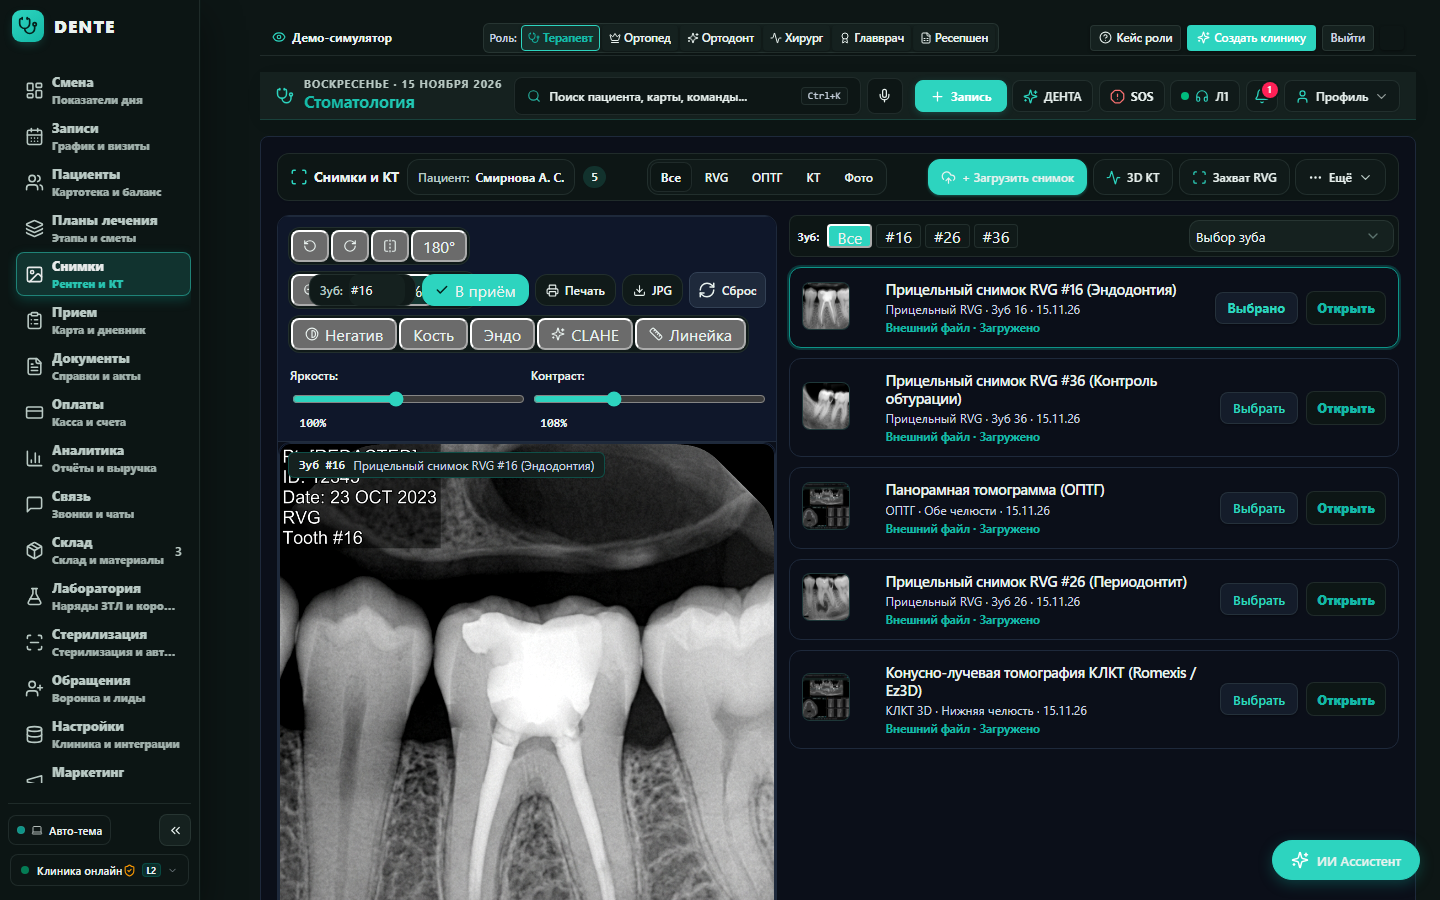 DENTE
Смена
Показатели дня
Записи
График и визиты
Пациенты
Картотека и баланс
Планы лечения
Этапы и сметы
Снимки
Рентген и КТ
Прием
Карта и дневник
Документы
Справки и акты
Оплаты
Касса и счета
Аналитика
Отчёты и выручка
Связь
Звонки и чаты
Склад
Склад и материалы
3
Лаборатория
Наряды ЗТЛ и коро...
Стерилизация
Стерилизация и авт...
Обращения
Воронка и лиды
Настройки
Клиника и интеграции
Маркетинг
Авто-тема
Клиника онлайн L2
Демо-симулятор
Роль: Терапевт Ортопед Ортодонт Хирург Главврач Ресепшен
Кейс роли Создать клинику Выйти
ВОСКРЕСЕНЬЕ · 15 НОЯБРЯ 2026
Стоматология
Поиск пациента, карты, команды... Ctrl+K
Запись ДЕНТА SOS Л1 1 Профиль
Снимки и КТ Пациент: Смирнова А. С. 5
Все RVG ОПТГ КТ Фото
+ Загрузить снимок 3D КТ Захват RVG Ещё
180°
Зуб: #16 В приём Печать JPG Сброс
Негатив Кость Эндо CLAHE Линейка
Яркость: Контраст:
100% 108%
Зуб #16 Прицельный снимок RVG #16 (Эндодонтия)
Date: 23 OCT 2023
RVG
Tooth #16
Зуб: Все #16 #26 #36 Выбор зуба
Прицельный снимок RVG #16 (Эндодонтия)
Прицельный RVG · Зуб 16 · 15.11.26
Внешний файл · Загружено
Выбрано Открыть
Прицельный снимок RVG #36 (Контроль
обтурации)
Прицельный RVG · Зуб 36 · 15.11.26
Внешний файл · Загружено
Выбрать Открыть
Панорамная томограмма (ОПТГ)
ОПТГ · Обе челюсти · 15.11.26
Внешний файл · Загружено
Выбрать Открыть
Прицельный снимок RVG #26 (Периодонтит)
Прицельный RVG · Зуб 26 · 15.11.26
Внешний файл · Загружено
Выбрать Открыть
Конусно-лучевая томография КЛКТ (Romexis /
Ez3D)
КЛКТ 3D · Нижняя челюсть · 15.11.26
Внешний файл · Загружено
Выбрать Открыть
ИИ Ассистент